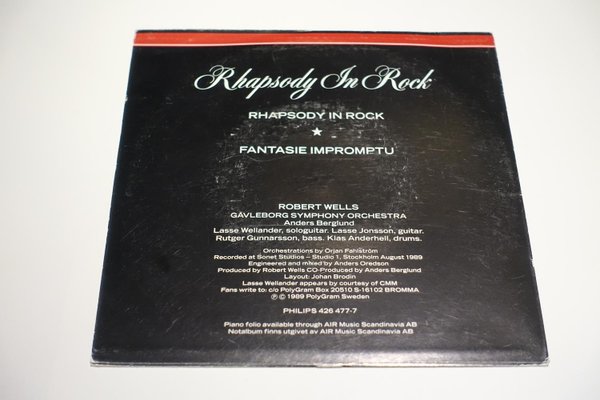 Rhapsody In Rock
RHAPSODY IN ROCK
★
FANTASIE IMPROMPTU
ROBERT WELLS
GÄVLEBORG SYMPHONY ORCHESTRA
Anders Berglund
Lasse Wellander, sologuitar. Lasse Jonsson, guitar.
Rutger Gunnarsson, bass. Klas Anderhell, drums.
Orchestrations by Örjan Fahlström
Recorded at Sonet Studios – Studio 1, Stockholm August 1989
Engineered and mixed by Anders Oredson
Produced by Robert Wells CO-Produced by Anders Berglund
Layout: Johan Brodin
Lasse Wellander appears by courtesy of CMM
Fans write to: c/o PolyGram Box 20510 S-16102 BROMMA
℗ © 1989 PolyGram Sweden
PHILIPS 426 477-7
Piano folio available through AIR Music Scandinavia AB
Notalbum finns utgivet av AIR Music Scandinavia AB